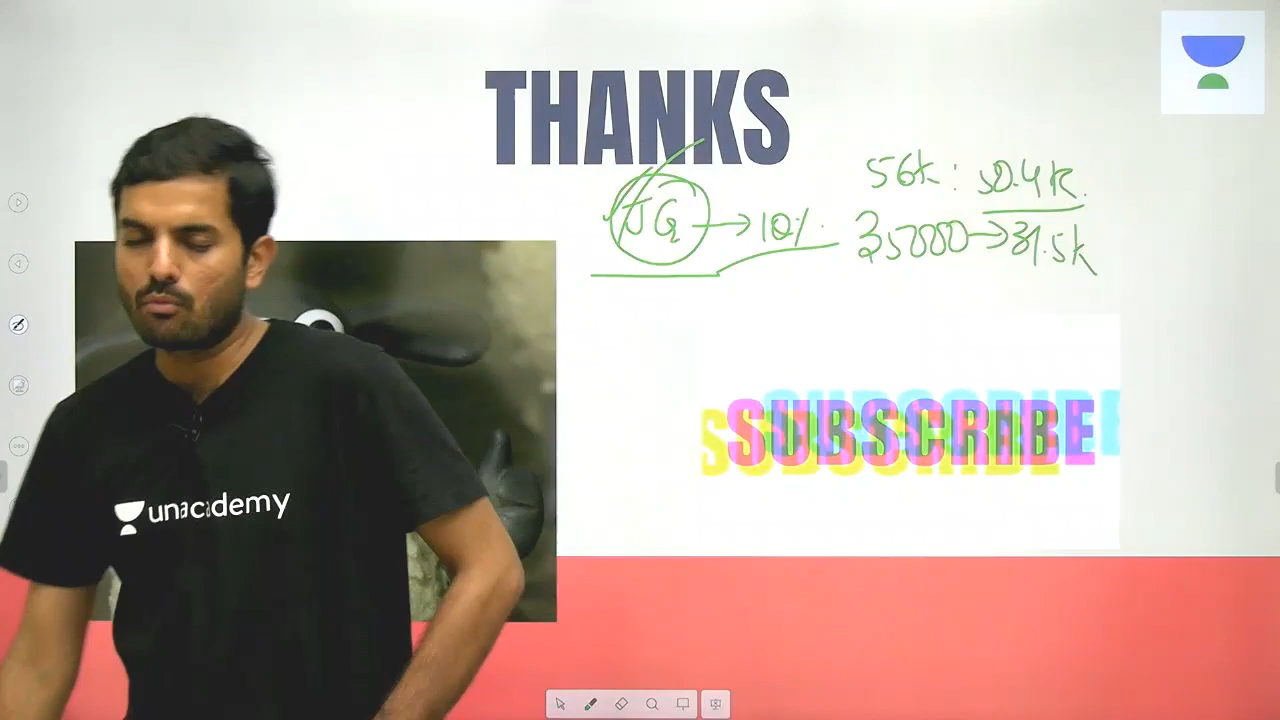 THANKS
56k : 50.4k
JG → 10%
35000 → 31.5k
SUBSCRIBE
unacademy